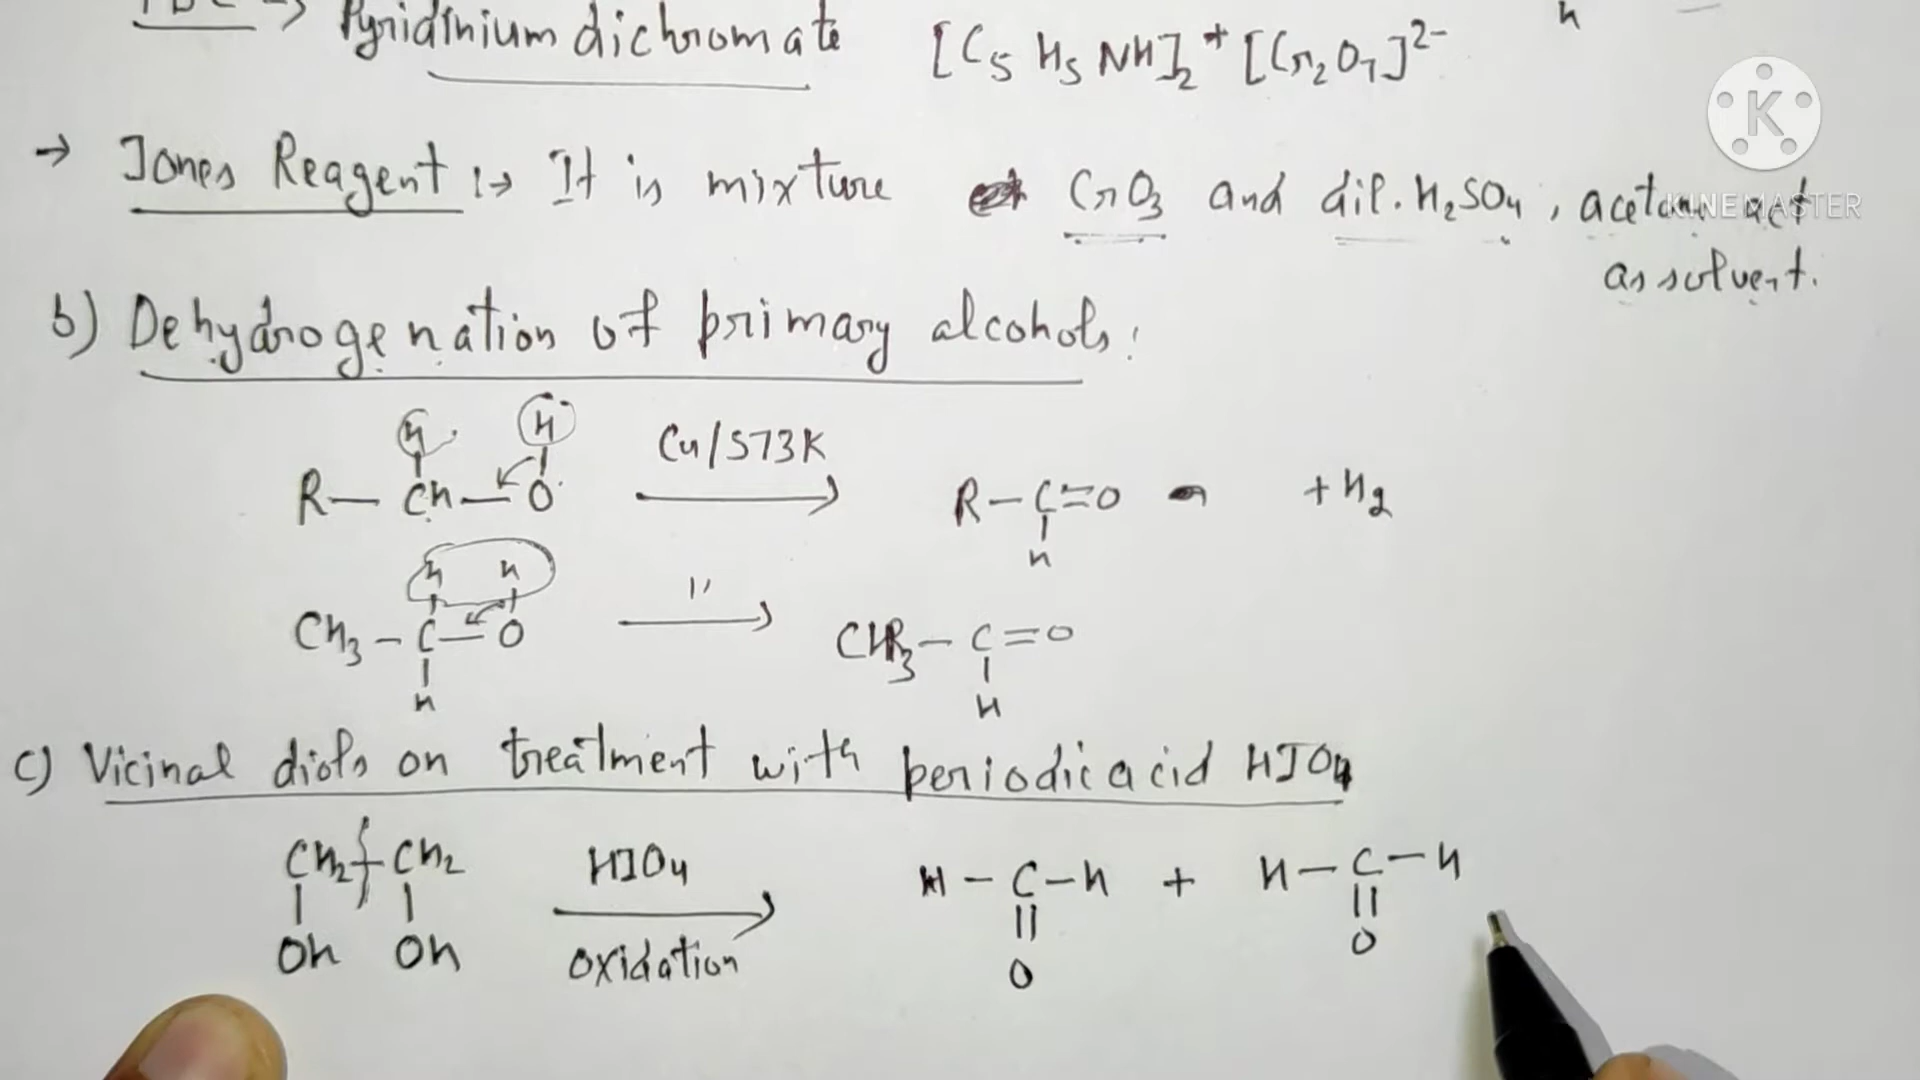 PDC → Pyridinium dichromate [C5H5NH]2+ [Cr2O7]2-
H
K
KINEMASTER
→ Jones Reagent :→ It is mixture of CrO3 and dil. H2SO4, acetone act
as solvent.
b) Dehydrogenation of primary alcohols:
H H
R—CH—O Cu/573K R—C=O + H2
H
H H
CH3—C—O " CH3—C=O
H H
c) Vicinal diols on treatment with periodic acid HIO4
CH2 — CH2 HIO4 H—C—H + H—C—H
OH OH oxidation O O